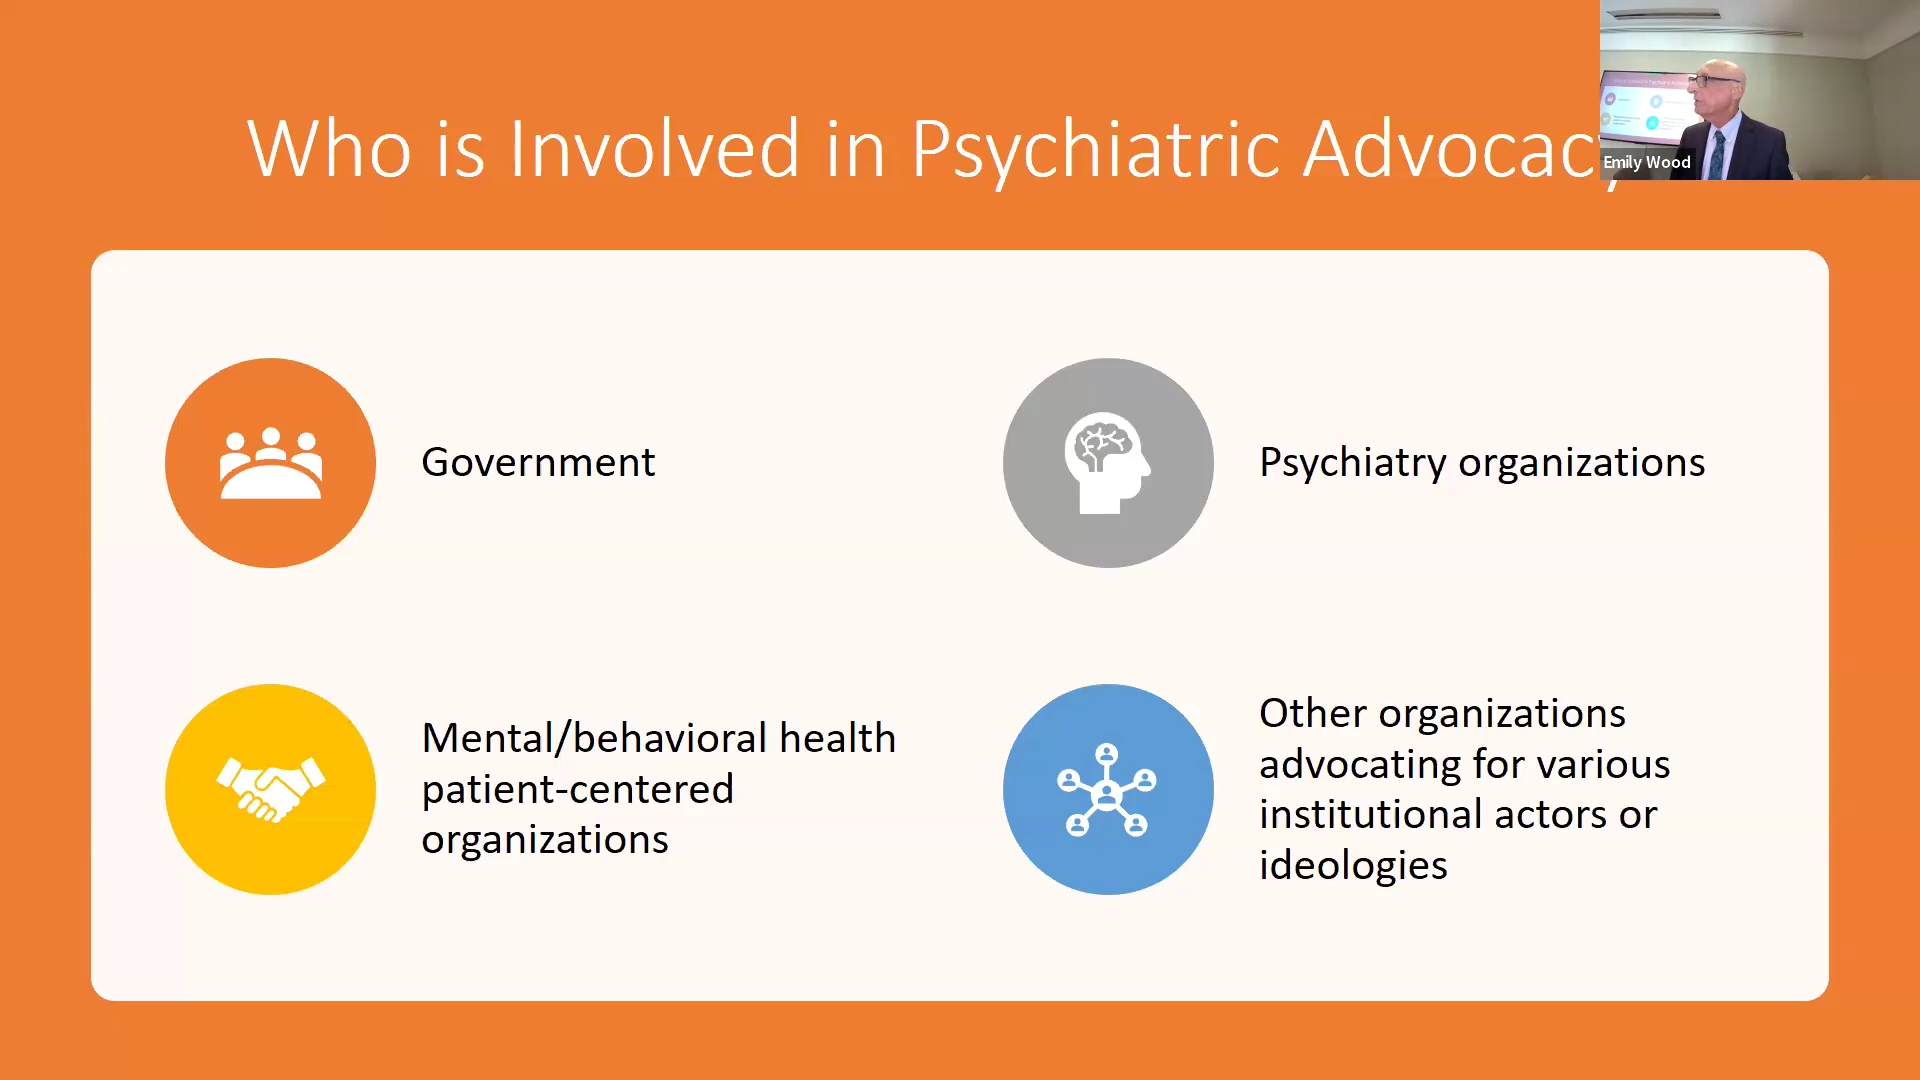 Who is Involved in Psychiatric Advocacy
Emily Wood
Government
Psychiatry organizations
Mental/behavioral health
patient-centered
organizations
Other organizations
advocating for various
institutional actors or
ideologies